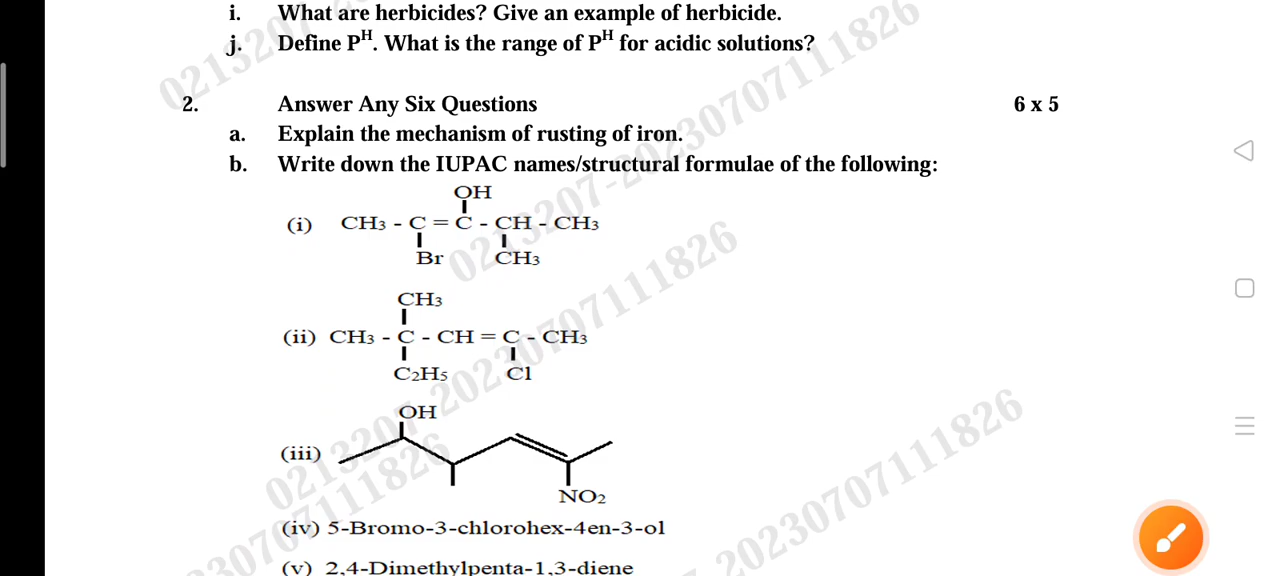 i. What are herbicides? Give an example of herbicide.
j. Define P^H. What is the range of P^H for acidic solutions?
2. Answer Any Six Questions 6 x 5
a. Explain the mechanism of rusting of iron.
b. Write down the IUPAC names/structural formulae of the following:
OH
(i) CH3 - C = C - CH - CH3
Br CH3
CH3
(ii) CH3 - C - CH = C - CH3
C2H5 Cl
OH
(iii)
NO2
(iv) 5-Bromo-3-chlorohex-4en-3-ol
(v) 2,4-Dimethylpenta-1,3-diene
0213207-20230707111826